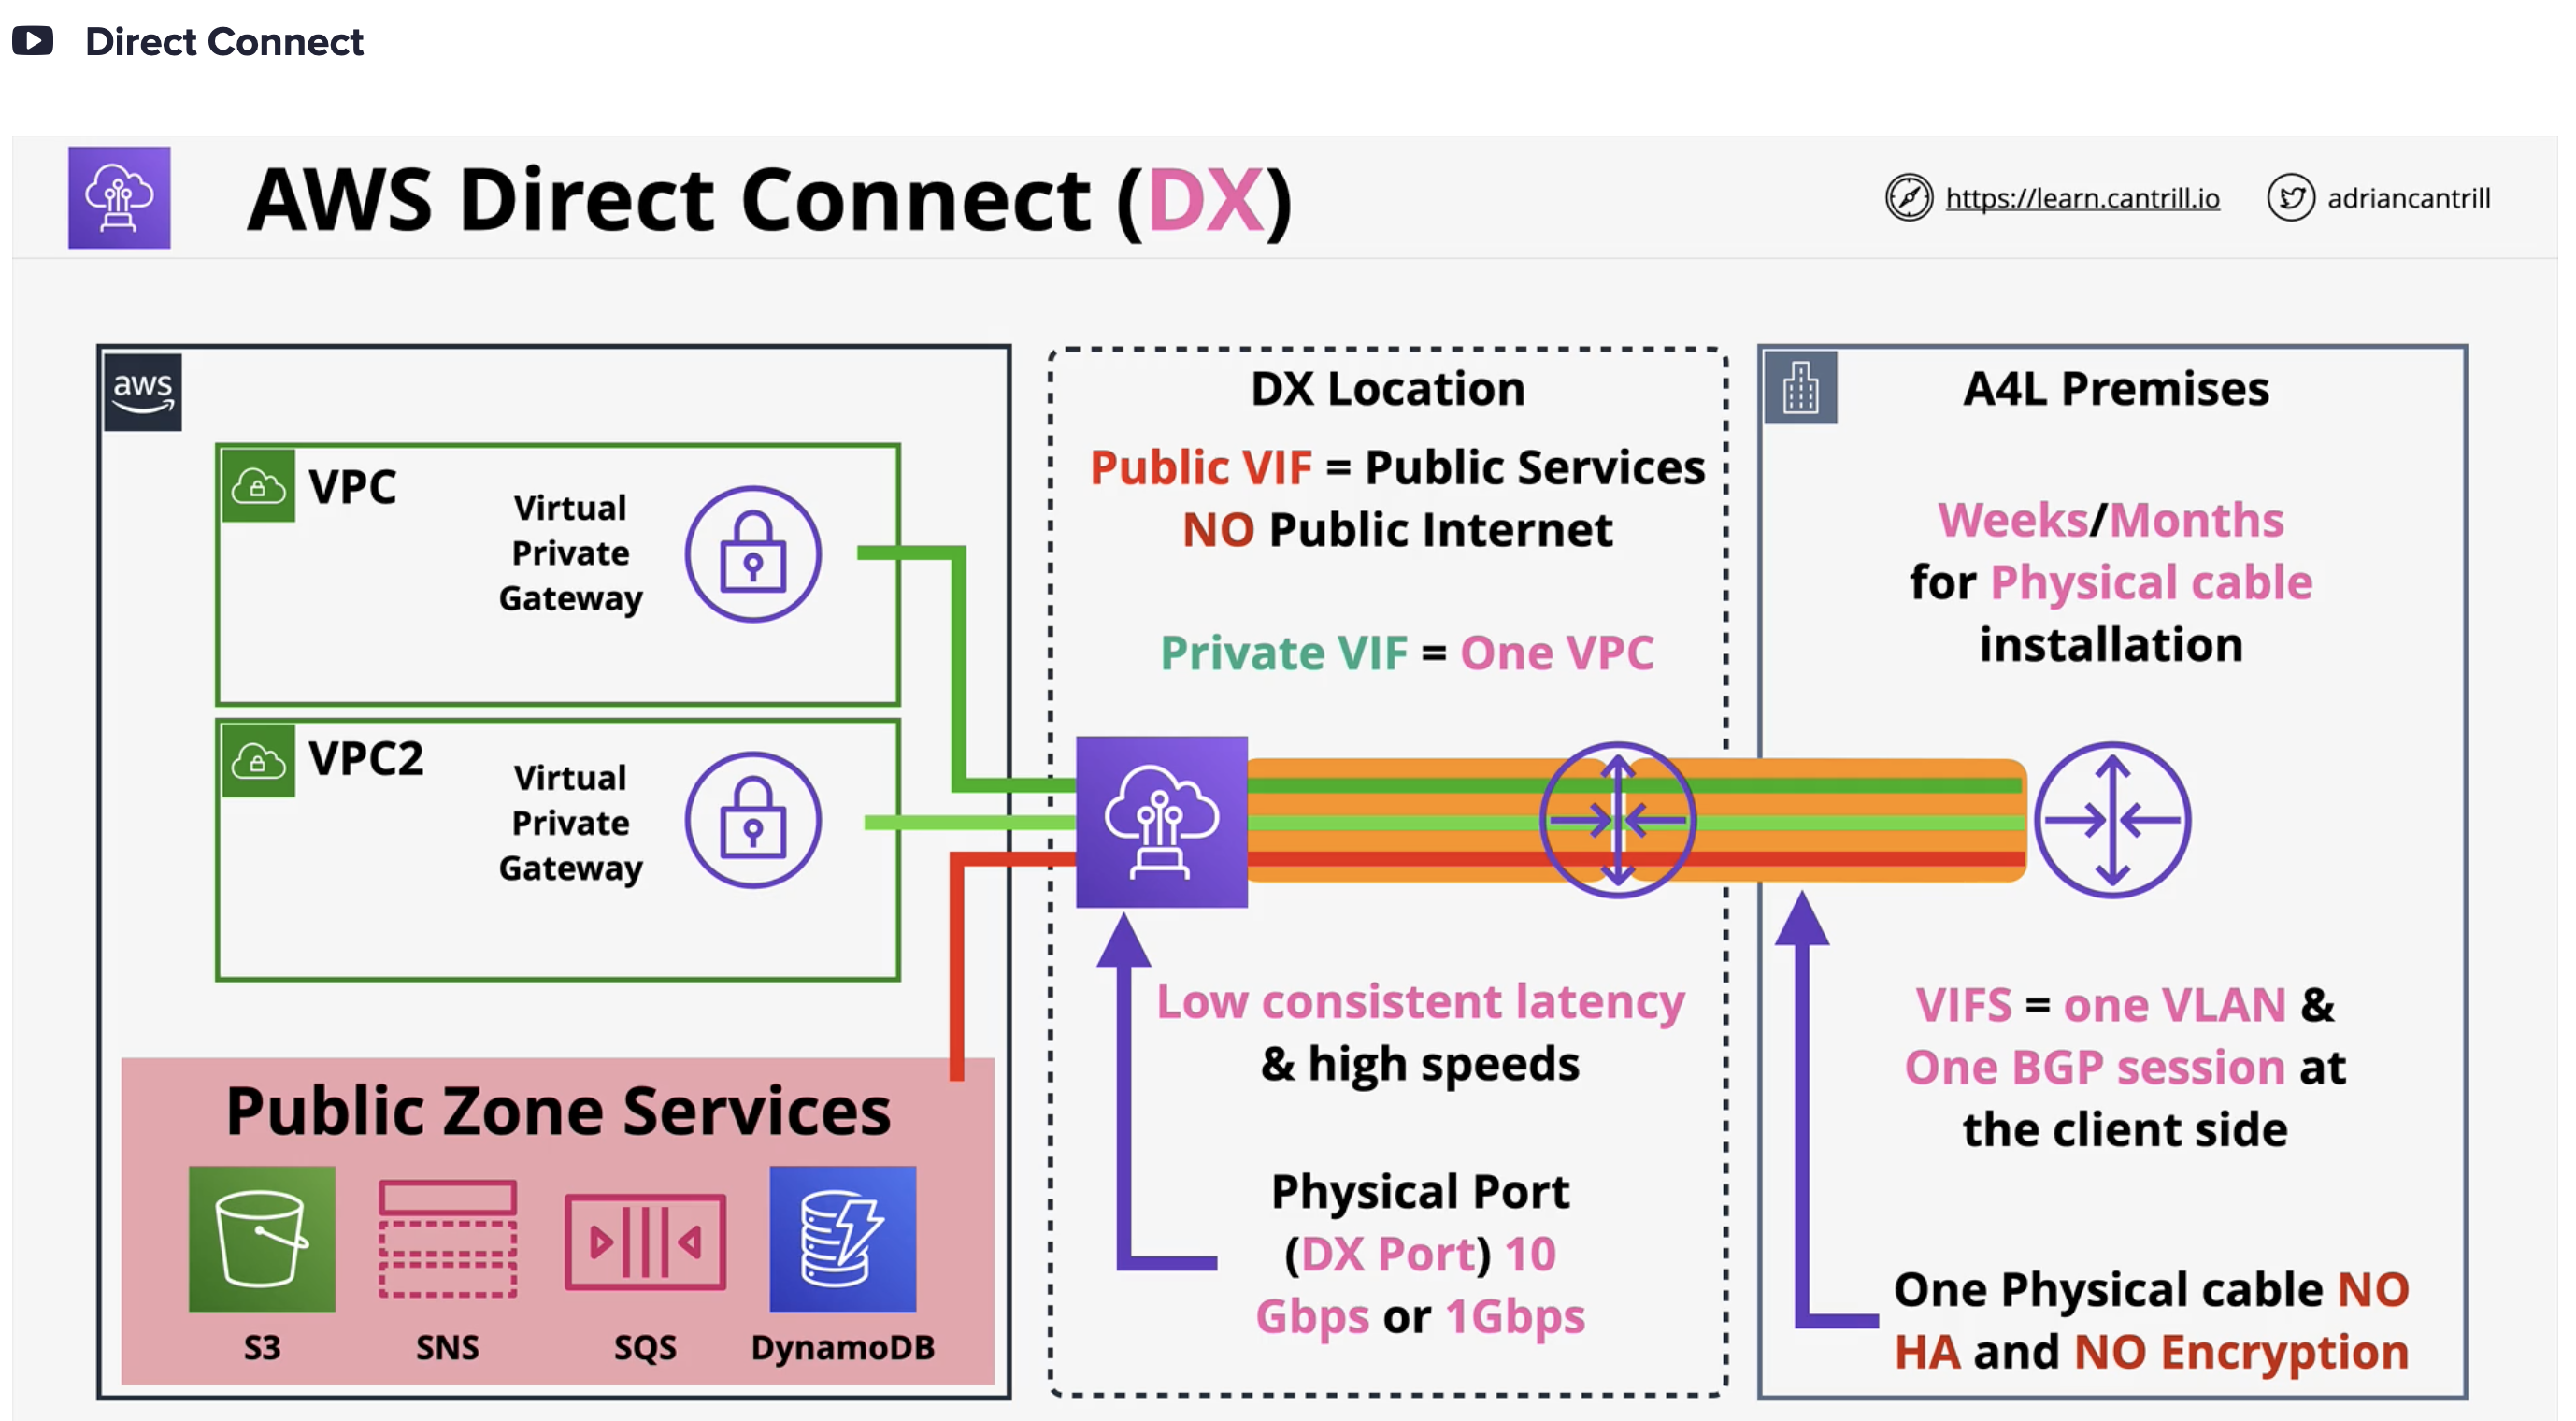 Direct Connect
AWS Direct Connect (DX)
https://learn.cantrill.io
adriancantrill
aws
VPC
Virtual
Private
Gateway
VPC2
Virtual
Private
Gateway
Public Zone Services
S3
SNS
SQS
DynamoDB
DX Location
Public VIF = Public Services
NO Public Internet
Private VIF = One VPC
Low consistent latency
& high speeds
Physical Port
(DX Port) 10
Gbps or 1Gbps
A4L Premises
Weeks/Months
for Physical cable
installation
VIFS = one VLAN &
One BGP session at
the client side
One Physical cable NO
HA and NO Encryption